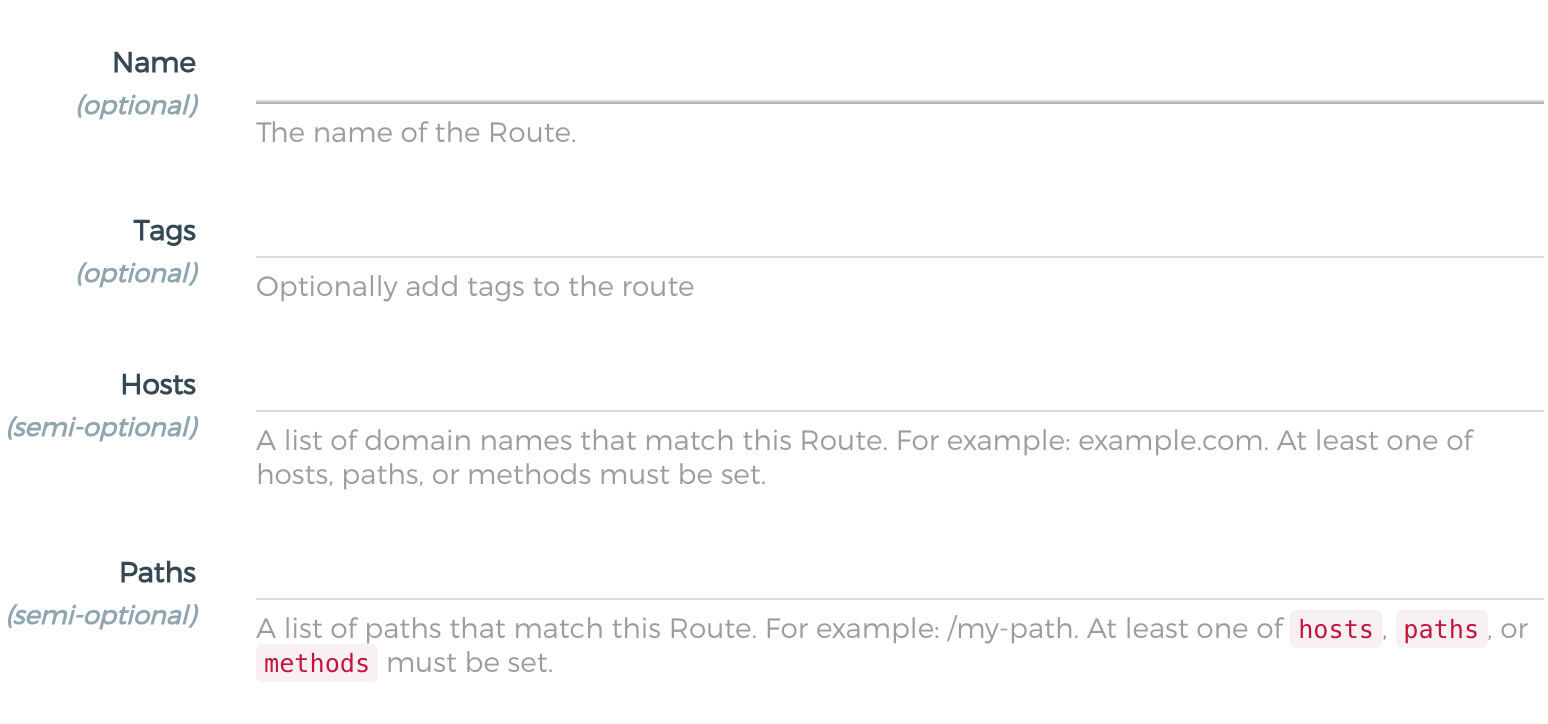 Name
(optional)
The name of the Route.
Tags
(optional)
Optionally add tags to the route
Hosts
(semi-optional)
A list of domain names that match this Route. For example: example.com. At least one of
hosts, paths, or methods must be set.
Paths
(semi-optional)
A list of paths that match this Route. For example: /my-path. At least one of hosts, paths, or
methods must be set.